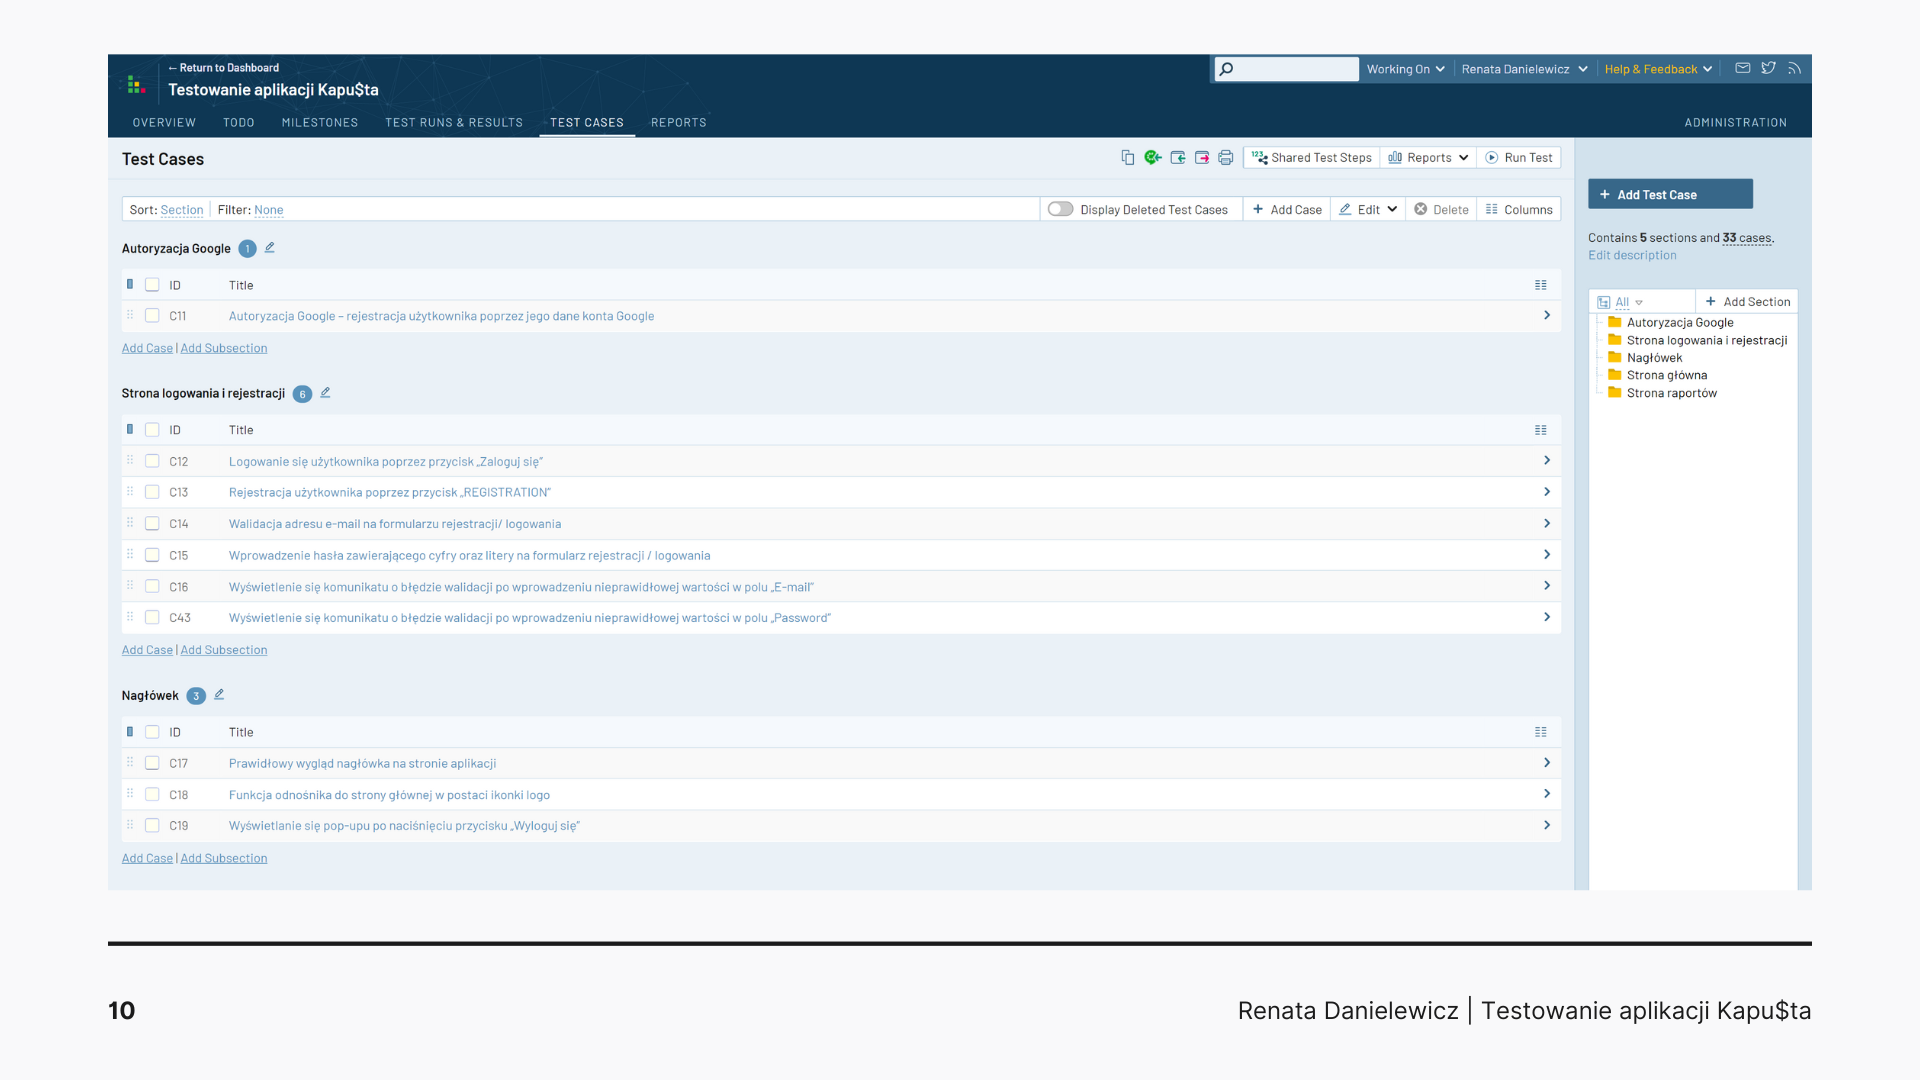 ← Return to Dashboard
Testowanie aplikacji Kapu$ta
Working On
Renata Danielewicz
Help & Feedback
OVERVIEW TODO MILESTONES TEST RUNS & RESULTS TEST CASES REPORTS ADMINISTRATION
Test Cases
123 Shared Test Steps Reports Run Test
Sort: Section Filter: None
Display Deleted Test Cases + Add Case Edit Delete Columns
Autoryzacja Google 1
ID Title
C11 Autoryzacja Google – rejestracja użytkownika poprzez jego dane konta Google
Add Case | Add Subsection
Strona logowania i rejestracji 6
ID Title
C12 Logowanie się użytkownika poprzez przycisk „Zaloguj się”
C13 Rejestracja użytkownika poprzez przycisk „REGISTRATION”
C14 Walidacja adresu e-mail na formularzu rejestracji/ logowania
C15 Wprowadzenie hasła zawierającego cyfry oraz litery na formularz rejestracji / logowania
C16 Wyświetlenie się komunikatu o błędzie walidacji po wprowadzeniu nieprawidłowej wartości w polu „E-mail”
C43 Wyświetlenie się komunikatu o błędzie walidacji po wprowadzeniu nieprawidłowej wartości w polu „Password”
Add Case | Add Subsection
Nagłówek 3
ID Title
C17 Prawidłowy wygląd nagłówka na stronie aplikacji
C18 Funkcja odnośnika do strony głównej w postaci ikonki logo
C19 Wyświetlanie się pop-upu po naciśnięciu przycisku „Wyloguj się”
Add Case | Add Subsection
+ Add Test Case
Contains 5 sections and 33 cases.
Edit description
All + Add Section
Autoryzacja Google
Strona logowania i rejestracji
Nagłówek
Strona główna
Strona raportów
10
Renata Danielewicz | Testowanie aplikacji Kapu$ta